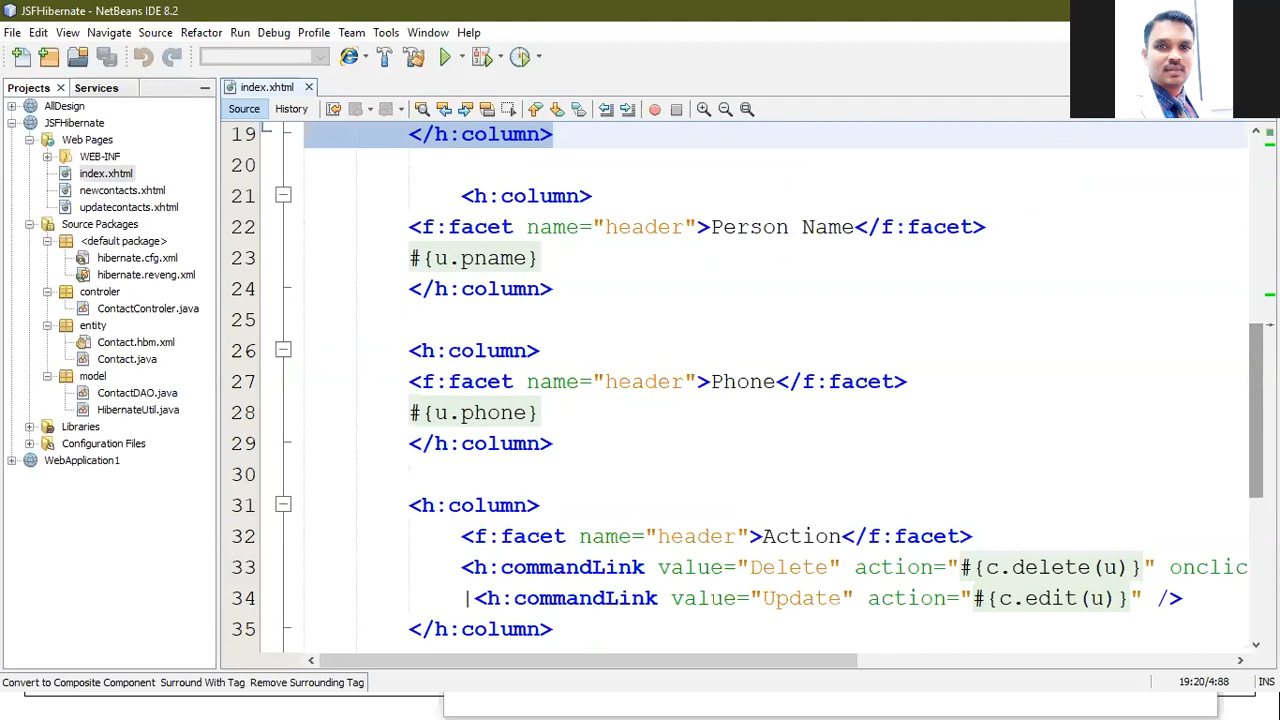 JSFHibernate - NetBeans IDE 8.2
File Edit View Navigate Source Refactor Run Debug Profile Team Tools Window Help
Projects Services
AllDesign
JSFHibernate
Web Pages
WEB-INF
index.xhtml
newcontacts.xhtml
updatecontacts.xhtml
Source Packages
<default package>
hibernate.cfg.xml
hibernate.reveng.xml
controler
ContactControler.java
entity
Contact.hbm.xml
Contact.java
model
ContactDAO.java
HibernateUtil.java
Libraries
Configuration Files
WebApplication1
index.xhtml
Source History
19 </h:column>
20
21 <h:column>
22 <f:facet name="header">Person Name</f:facet>
23 #{u.pname}
24 </h:column>
25
26 <h:column>
27 <f:facet name="header">Phone</f:facet>
28 #{u.phone}
29 </h:column>
30
31 <h:column>
32 <f:facet name="header">Action</f:facet>
33 <h:commandLink value="Delete" action="#{c.delete(u)}" onclic
34 |<h:commandLink value="Update" action="#{c.edit(u)}" />
35 </h:column>
Convert to Composite Component Surround With Tag Remove Surrounding Tag
19:20/4:88 INS